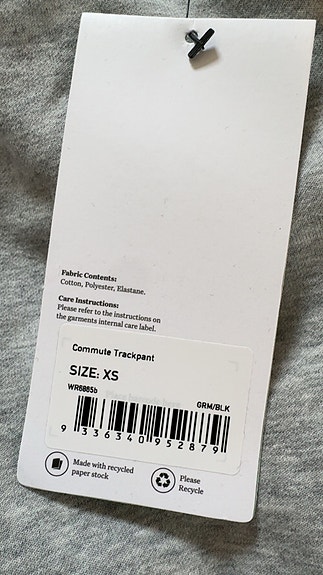 Fabric Contents:
Cotton, Polyester, Elastane.
Care Instructions:
Please refer to the instructions on
the garments internal care label.
Commute Trackpant
SIZE: XS
WR6865b
GRM/BLK
9 336340 952879
Made with recycled
paper stock
Please
Recycle